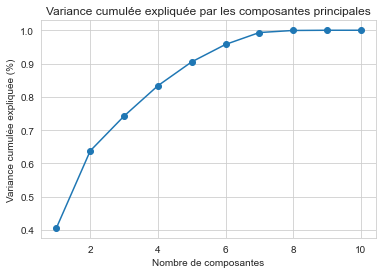 Variance cumulée expliquée par les composantes principales
1.0
0.9
0.8
0.7
0.6
0.5
0.4
Variance cumulée expliquée (%)
2 4 6 8 10
Nombre de composantes